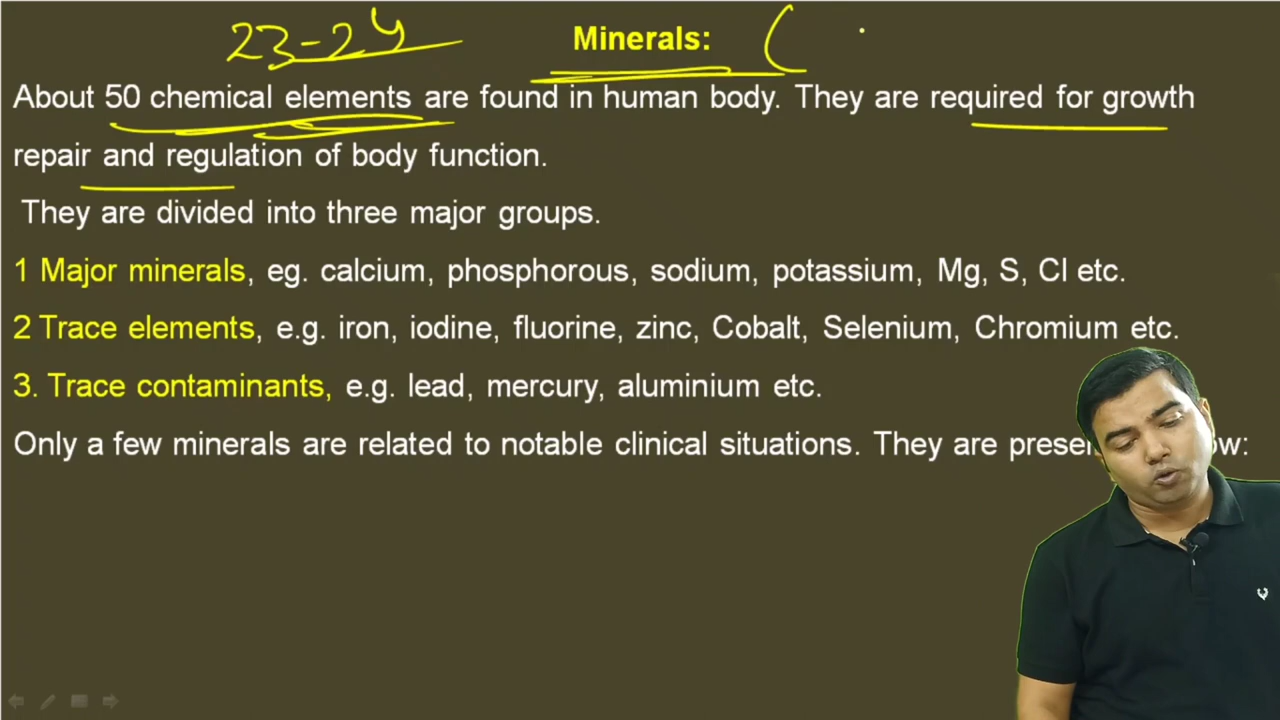 23-24
Minerals:
About 50 chemical elements are found in human body. They are required for growth
repair and regulation of body function.
They are divided into three major groups.
1 Major minerals, eg. calcium, phosphorous, sodium, potassium, Mg, S, Cl etc.
2 Trace elements, e.g. iron, iodine, fluorine, zinc, Cobalt, Selenium, Chromium etc.
3. Trace contaminants, e.g. lead, mercury, aluminium etc.
Only a few minerals are related to notable clinical situations. They are